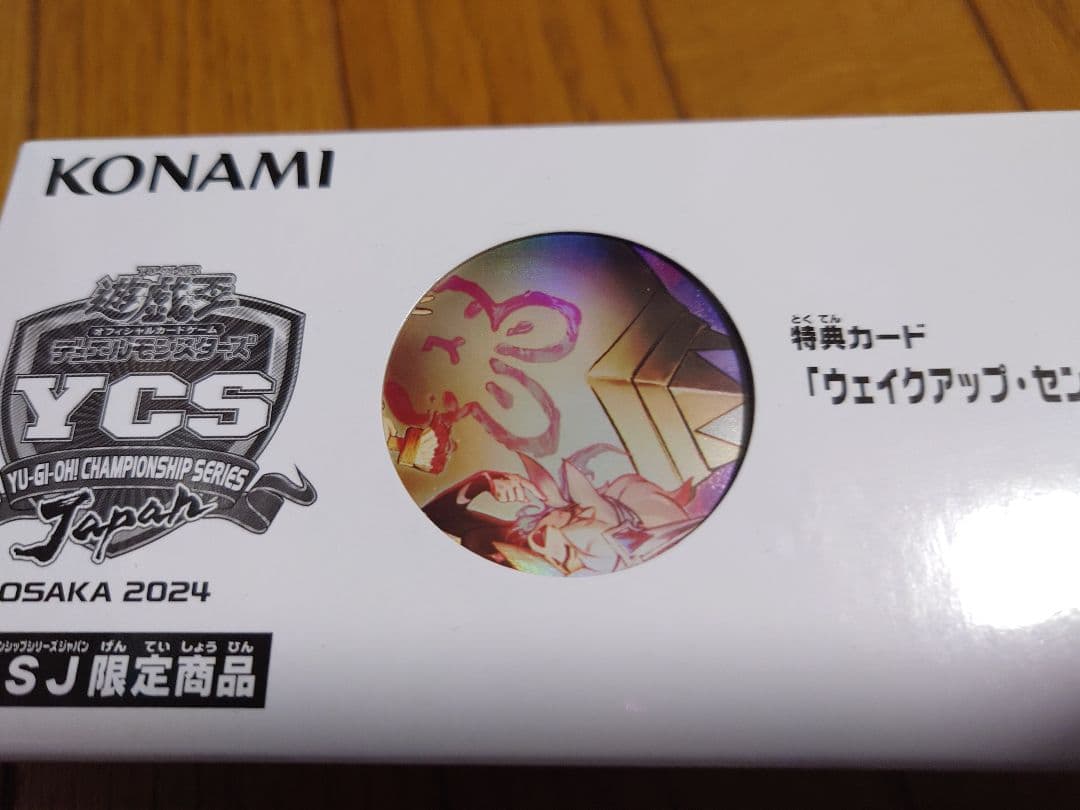 KONAMI
遊戯王
オフィシャルカードゲーム
デュエルモンスターズ
YCS
YU-GI-OH! CHAMPIONSHIP SERIES
Japan
OSAKA 2024
ンシップシリーズジャパン げん てい しょう ひん
SJ限定商品
とく てん
特典カード
「ウェイクアップ・セン